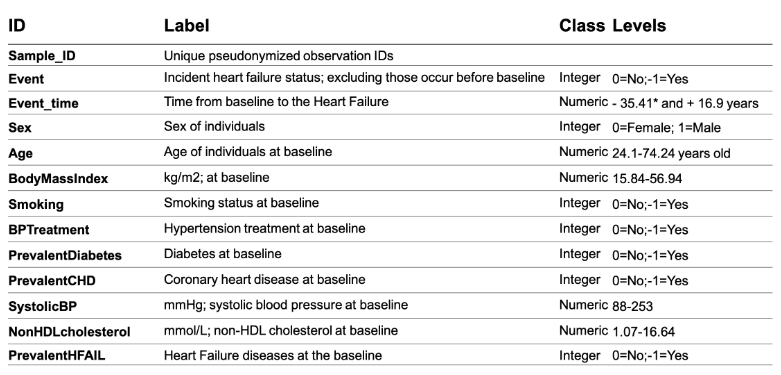 ID Label Class Levels
Sample_ID Unique pseudonymized observation IDs
Event Incident heart failure status; excluding those occur before baseline Integer 0=No;-1=Yes
Event_time Time from baseline to the Heart Failure Numeric - 35.41* and + 16.9 years
Sex Sex of individuals Integer 0=Female; 1=Male
Age Age of individuals at baseline Numeric 24.1-74.24 years old
BodyMassIndex kg/m2; at baseline Numeric 15.84-56.94
Smoking Smoking status at baseline Integer 0=No;-1=Yes
BPTreatment Hypertension treatment at baseline Integer 0=No;-1=Yes
PrevalentDiabetes Diabetes at baseline Integer 0=No;-1=Yes
PrevalentCHD Coronary heart disease at baseline Integer 0=No;-1=Yes
SystolicBP mmHg; systolic blood pressure at baseline Numeric 88-253
NonHDLcholesterol mmol/L; non-HDL cholesterol at baseline Numeric 1.07-16.64
PrevalentHFAIL Heart Failure diseases at the baseline Integer 0=No;-1=Yes